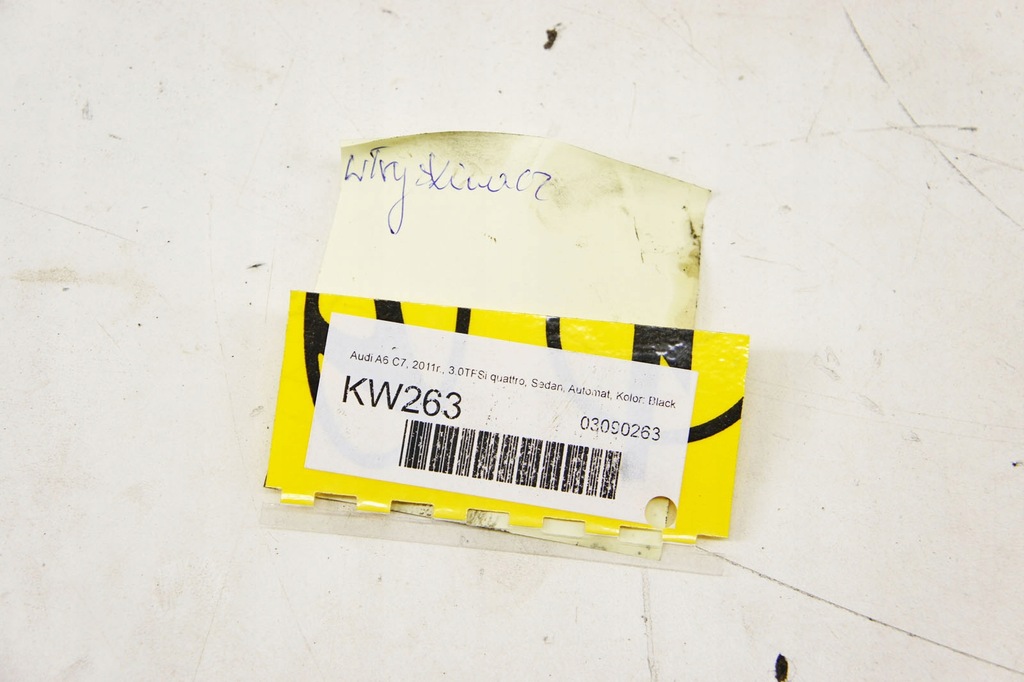 wtryskiwacz
Audi A6 C7, 2011r., 3.0TFSi quattro, Sedan, Automat, Kolor: Black
KW263
03090263